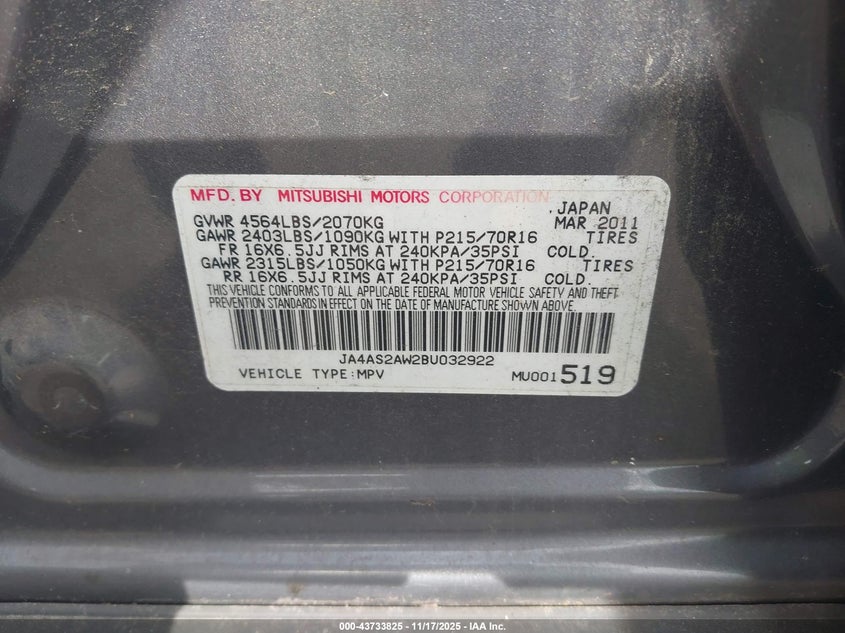 MFD. BY MITSUBISHI MOTORS CORPORATION
JAPAN
GVWR 4564LBS/2070KG MAR 2011
GAWR 2403LBS/1090KG WITH P215/70R16 TIRES
FR 16X6.5JJ RIMS AT 240KPA/35PSI COLD.
GAWR 2315LBS/1050KG WITH P215/70R16 TIRES
RR 16X6.5JJ RIMS AT 240KPA/35PSI COLD.
THIS VEHICLE CONFORMS TO ALL APPLICABLE FEDERAL MOTOR VEHICLE SAFETY AND THEFT
PREVENTION STANDARDS IN EFFECT ON THE DATE OF MANUFACTURE SHOWN ABOVE.
JA4AS2AW2BU032922
VEHICLE TYPE:MPV MU001519
000-43733825 - 11/17/2025 - IAA Inc.